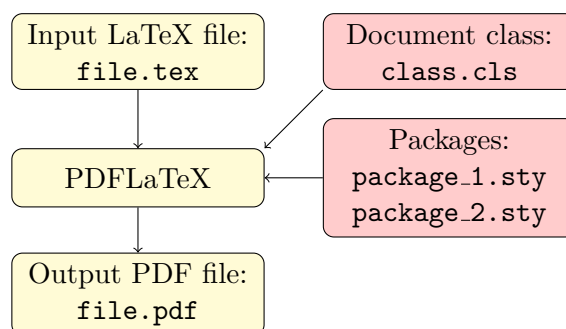 Input LaTeX file:
file.tex
Document class:
class.cls
PDFLaTeX
Packages:
package_1.sty
package_2.sty
Output PDF file:
file.pdf